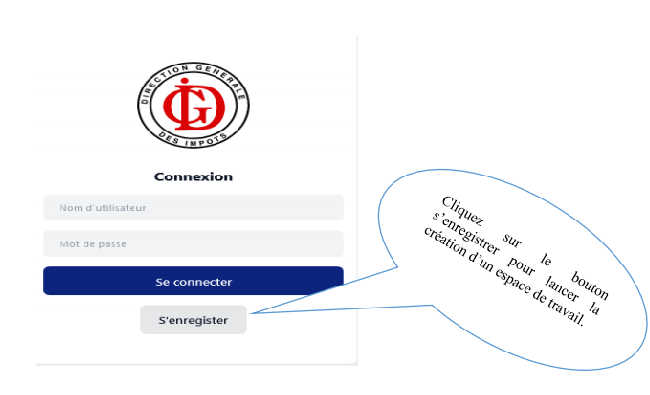 DIRECTION GENERALE
DGI
DES IMPOTS
Connexion
Nom d'utilisateur
Mot de passe
Se connecter
S'enregister
Cliquez sur le bouton
s'enregistrer pour lancer la
création d'un espace de travail.